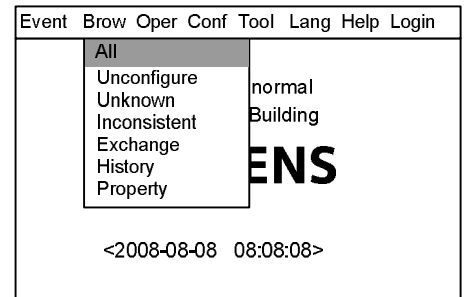 Event Brow Oper Conf Tool Lang Help Login
All
Unconfigure
normal
Unknown
Building
Inconsistent
Exchange
ENS
History
Property
<2008-08-08 08:08:08>